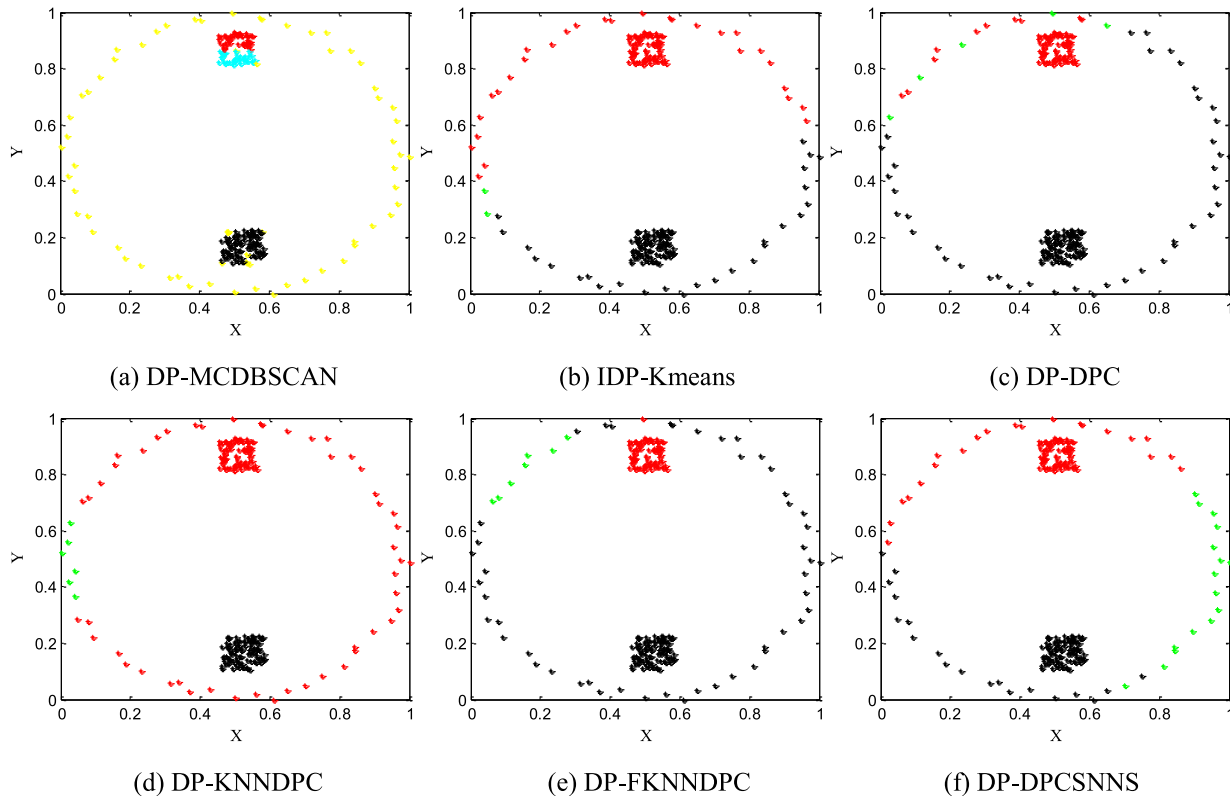 1
0.8
0.6
Y
0.4
0.2
0
0 0.2 0.4 0.6 0.8 1
X
(a) DP-MCDBSCAN
1
0.8
0.6
Y
0.4
0.2
0
0 0.2 0.4 0.6 0.8 1
X
(b) IDP-Kmeans
1
0.8
0.6
Y
0.4
0.2
0
0 0.2 0.4 0.6 0.8 1
X
(c) DP-DPC
1
0.8
0.6
Y
0.4
0.2
0
0 0.2 0.4 0.6 0.8 1
X
(d) DP-KNNDPC
1
0.8
0.6
Y
0.4
0.2
0
0 0.2 0.4 0.6 0.8 1
X
(e) DP-FKNNDPC
1
0.8
0.6
Y
0.4
0.2
0
0 0.2 0.4 0.6 0.8 1
X
(f) DP-DPCSNNS